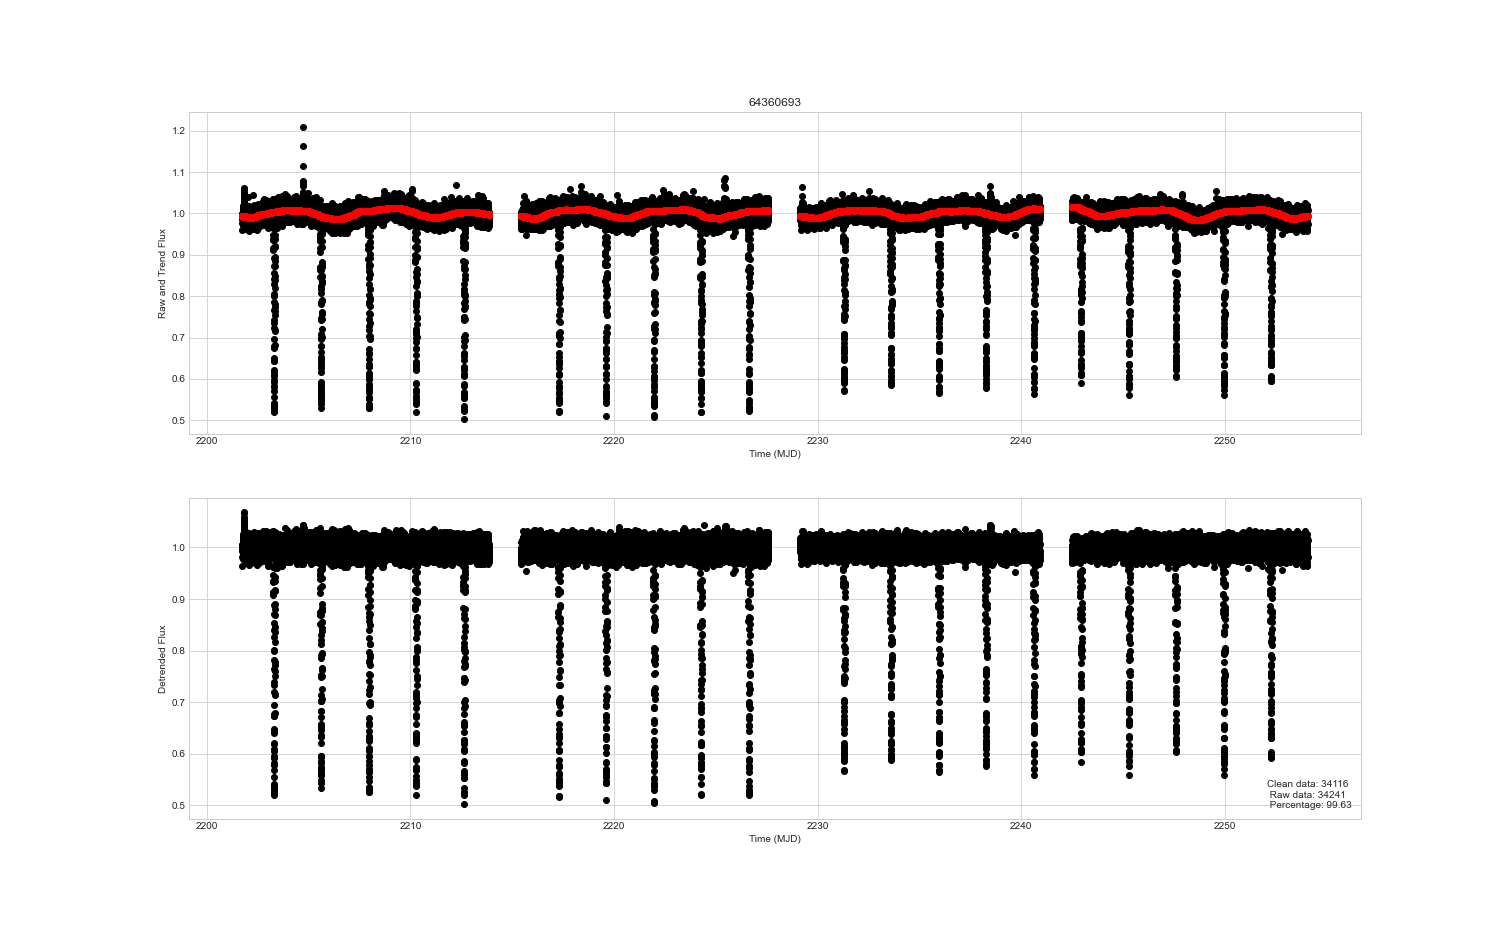 64360693
Raw and Trend Flux
1.2
1.1
1.0
0.9
0.8
0.7
0.6
0.5
2200 2210 2220 2230 2240 2250
Time (MJD)
Detrended Flux
1.0
0.9
0.8
0.7
0.6
0.5
Clean data: 34116
Raw data: 34241
Percentage: 99.63
2200 2210 2220 2230 2240 2250
Time (MJD)